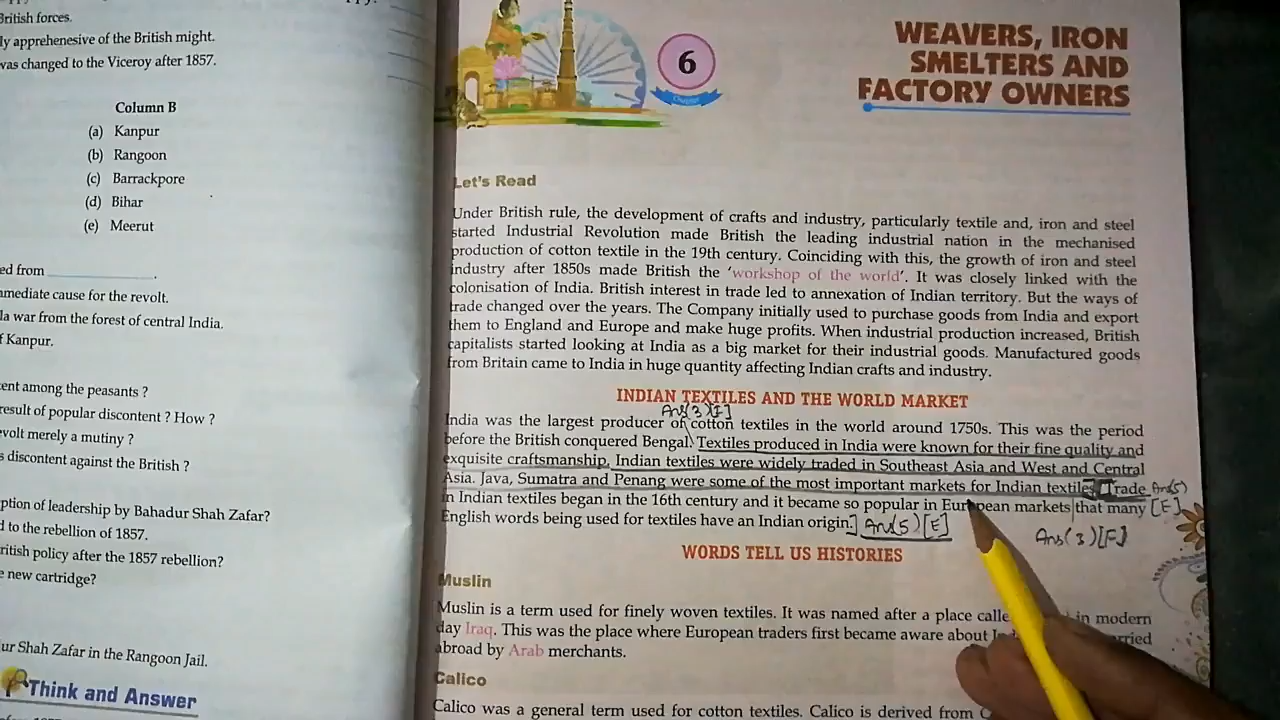 British forces.
ly apprehenesive of the British might.
was changed to the Viceroy after 1857.
Column B
(a) Kanpur
(b) Rangoon
(c) Barrackpore
(d) Bihar
(e) Meerut
ed from
mmediate cause for the revolt.
la war from the forest of central India.
f Kanpur.
ent among the peasants ?
result of popular discontent ? How ?
evolt merely a mutiny ?
s discontent against the British ?
ption of leadership by Bahadur Shah Zafar?
d to the rebellion of 1857.
ritish policy after the 1857 rebellion?
e new cartridge?
ur Shah Zafar in the Rangoon Jail.
Think and Answer
6
Chapter
WEAVERS, IRON
SMELTERS AND
FACTORY OWNERS
Let's Read
Under British rule, the development of crafts and industry, particularly textile and, iron and steel
started Industrial Revolution made British the leading industrial nation in the mechanised
production of cotton textile in the 19th century. Coinciding with this, the growth of iron and steel
industry after 1850s made British the 'workshop of the world'. It was closely linked with the
colonisation of India. British interest in trade led to annexation of Indian territory. But the ways of
trade changed over the years. The Company initially used to purchase goods from India and export
them to England and Europe and make huge profits. When industrial production increased, British
capitalists started looking at India as a big market for their industrial goods. Manufactured goods
from Britain came to India in huge quantity affecting Indian crafts and industry.
INDIAN TEXTILES AND THE WORLD MARKET
Ans(3)[F]
India was the largest producer of cotton textiles in the world around 1750s. This was the period
before the British conquered Bengal. Textiles produced in India were known for their fine quality and
exquisite craftsmanship. Indian textiles were widely traded in Southeast Asia and West and Central
Asia. Java, Sumatra and Penang were some of the most important markets for Indian textile. Trade Ans(5)
in Indian textiles began in the 16th century and it became so popular in European markets that many [E]
English words being used for textiles have an Indian origin.] Ans(5)[E] Ans(3)[F]
WORDS TELL US HISTORIES
Muslin
Muslin is a term used for finely woven textiles. It was named after a place calle in modern
day Iraq. This was the place where European traders first became aware about
abroad by Arab merchants.
Calico
Calico was a general term used for cotton textiles. Calico is derived from